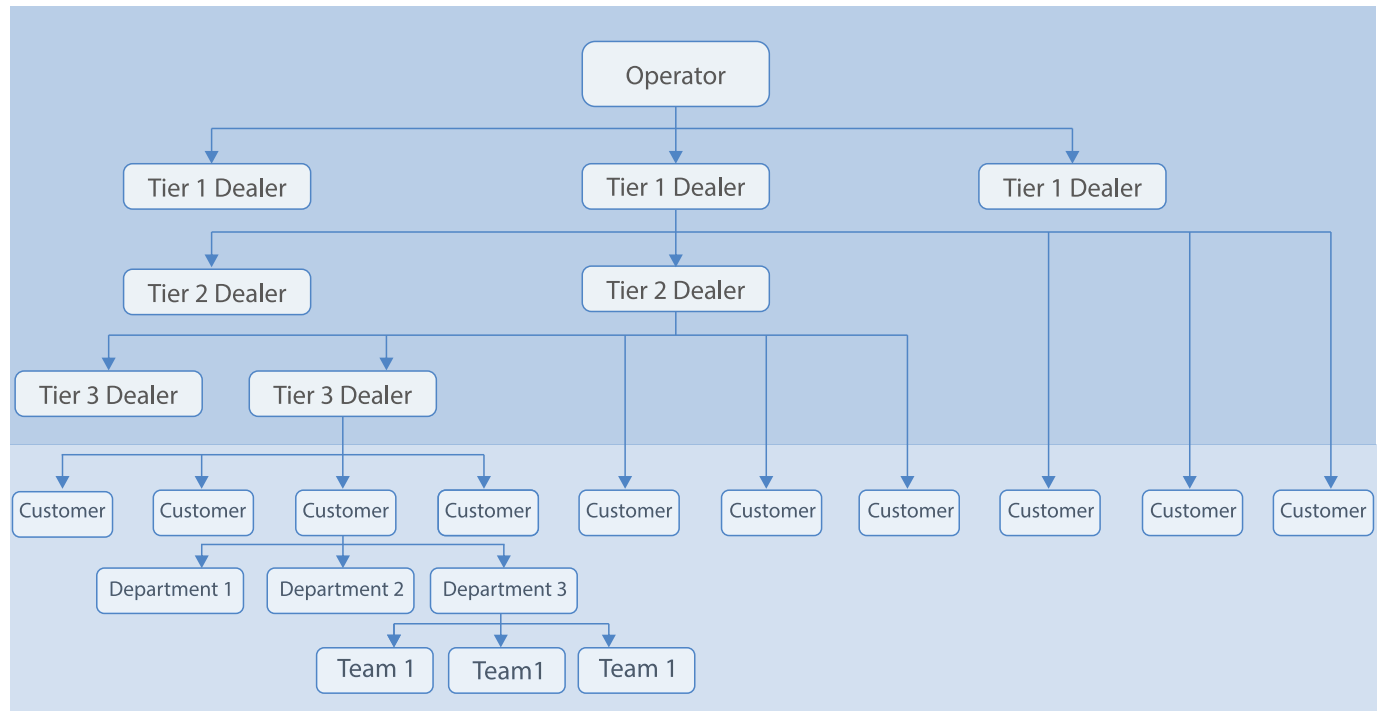 Operator
Tier 1 Dealer
Tier 1 Dealer
Tier 1 Dealer
Tier 2 Dealer
Tier 2 Dealer
Tier 3 Dealer
Tier 3 Dealer
Customer
Customer
Customer
Customer
Customer
Customer
Customer
Customer
Customer
Customer
Department 1
Department 2
Department 3
Team 1
Team1
Team 1